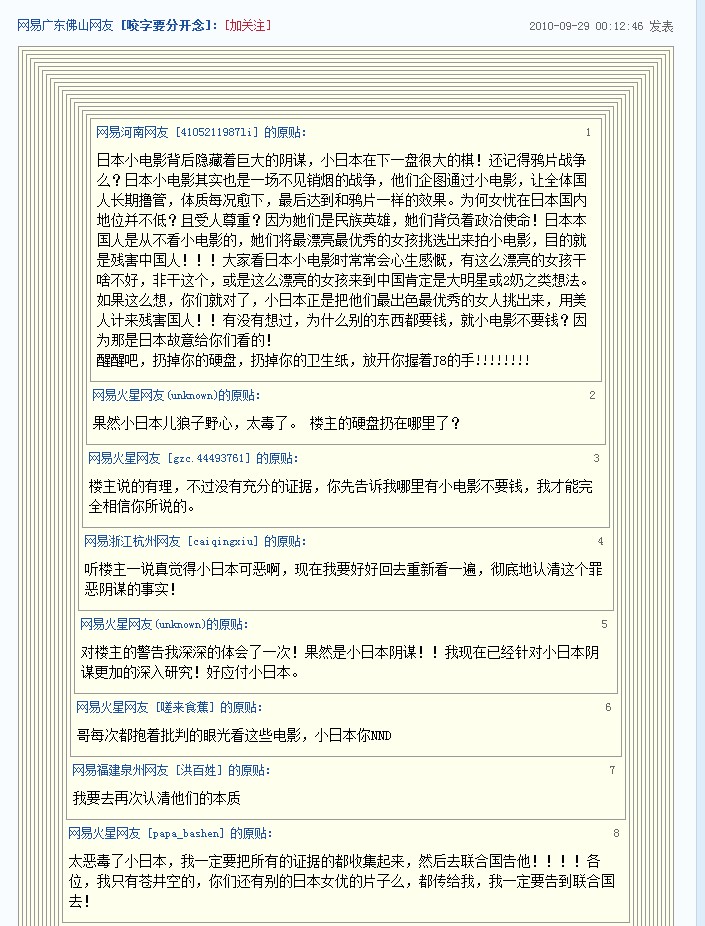 网易广东佛山网友 [咬字要分开念]: [加关注] 2010-09-29 00:12:46 发表
网易河南网友 [4105211987li] 的原贴: 1
日本小电影背后隐藏着巨大的阴谋，小日本在下一盘很大的棋！还记得鸦片战争
么？日本小电影其实也是一场不见销烟的战争，他们企图通过小电影，让全体国
人长期撸管，体质每况愈下，最后达到和鸦片一样的效果。为何女忧在日本国内
地位并不低？且受人尊重？因为她们是民族英雄，她们背负着政治使命！日本本
国人是从不看小电影的，她们将最漂亮最优秀的女孩挑选出来拍小电影，目的就
是残害中国人！！！大家看日本小电影时常常会心生感慨，有这么漂亮的女孩干
啥不好，非干这个，或是这么漂亮的女孩来到中国肯定是大明星或2奶之类想法。
如果这么想，你们就对了，小日本正是把他们最出色最优秀的女人挑出来，用美
人计来残害国人！！有没有想过，为什么别的东西都要钱，就小电影不要钱？因
为那是日本故意给你们看的！
醒醒吧，扔掉你的硬盘，扔掉你的卫生纸，放开你握着J8的手!!!!!!!!
网易火星网友(unknown)的原贴: 2
果然小日本儿狼子野心，太毒了。 楼主的硬盘扔在哪里了？
网易火星网友 [gzc.44493761] 的原贴: 3
楼主说的有理，不过没有充分的证据，你先告诉我哪里有小电影不要钱，我才能完
全相信你所说的。
网易浙江杭州网友 [caiqingxiu] 的原贴: 4
听楼主一说真觉得小日本可恶啊，现在我要好好回去重新看一遍，彻底地认清这个罪
恶阴谋的事实！
网易火星网友(unknown)的原贴: 5
对楼主的警告我深深的体会了一次！果然是小日本阴谋！！我现在已经针对小日本阴
谋更加的深入研究！好应付小日本。
网易火星网友 [嗟来食蕉] 的原贴: 6
哥每次都抱着批判的眼光看这些电影，小日本你NND
网易福建泉州网友 [洪百姓] 的原贴: 7
我要去再次认清他们的本质
网易火星网友 [papa_bashen] 的原贴: 8
太恶毒了小日本，我一定要把所有的证据的都收集起来，然后去联合国告他！！！！各
位，我只有苍井空的，你们还有别的日本女优的片子么，都传给我，我一定要告到联合国
去！